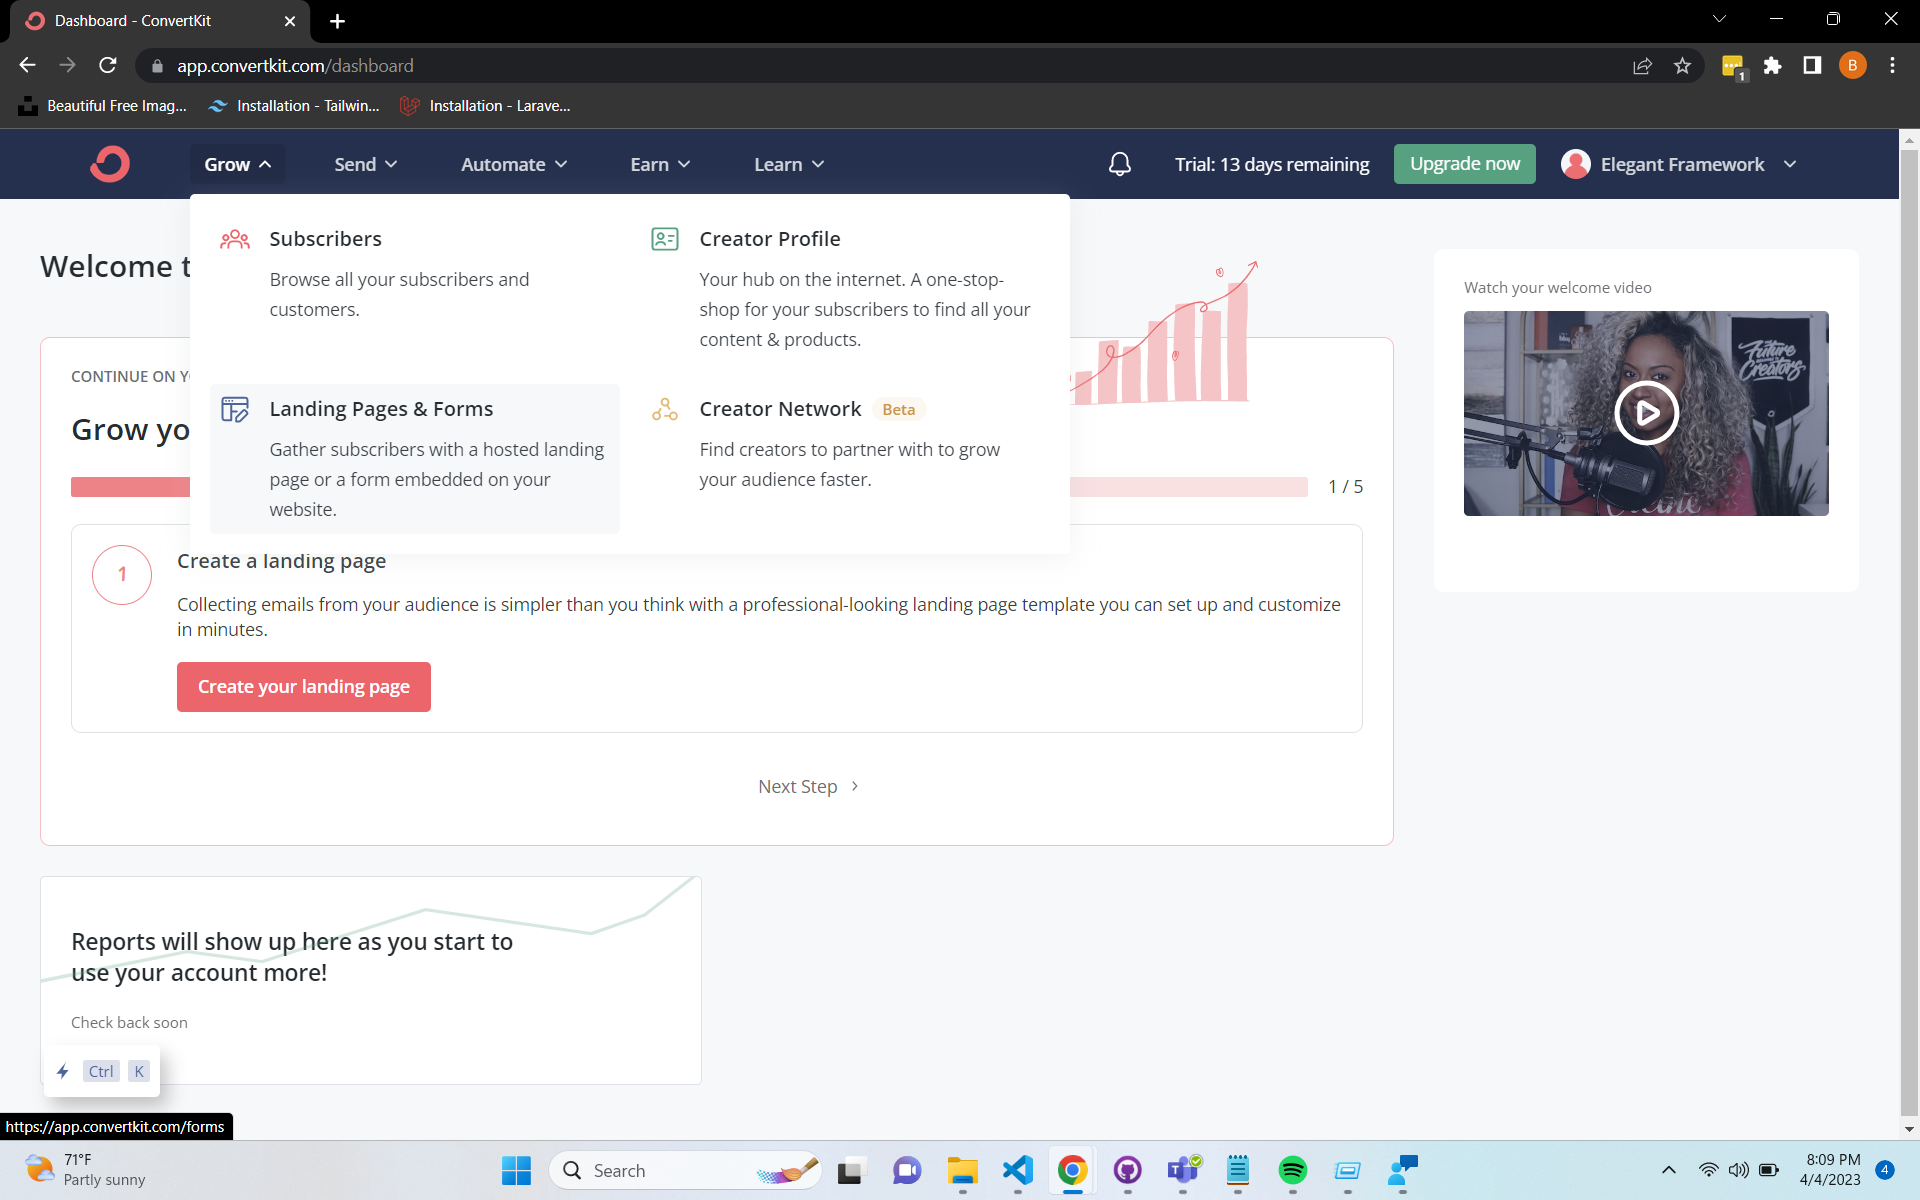 Dashboard - ConvertKit
app.convertkit.com/dashboard
1
B
Beautiful Free Imag...
Installation - Tailwin...
Installation - Larave...
Grow
Send
Automate
Earn
Learn
Trial: 13 days remaining
Upgrade now
Elegant Framework
Subscribers
Browse all your subscribers and
customers.
Creator Profile
Your hub on the internet. A one-stop-
shop for your subscribers to find all your
content & products.
Landing Pages & Forms
Gather subscribers with a hosted landing
page or a form embedded on your
website.
Creator Network Beta
Find creators to partner with to grow
your audience faster.
Welcome t
CONTINUE ON Y
Grow yo
1 / 5
1
Create a landing page
Collecting emails from your audience is simpler than you think with a professional-looking landing page template you can set up and customize
in minutes.
Create your landing page
Next Step
Watch your welcome video
The
Future
Creators
Reports will show up here as you start to
use your account more!
Check back soon
Ctrl K
https://app.convertkit.com/forms
71°F
Partly sunny
Search
8:09 PM
4/4/2023
4